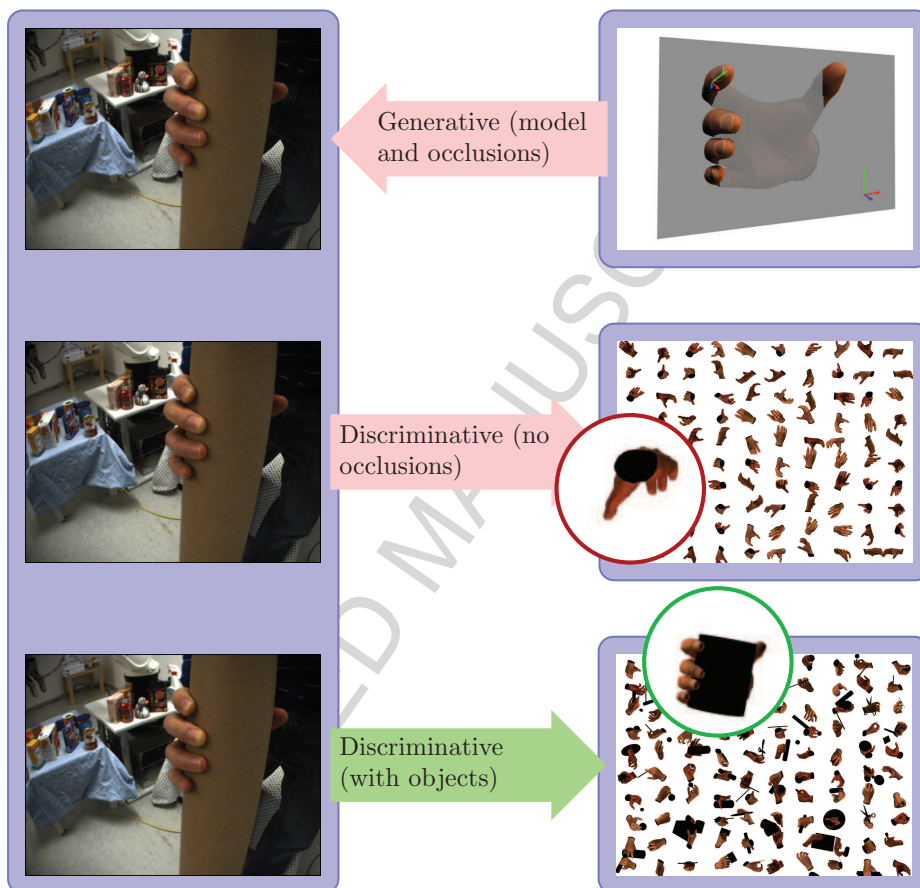 Generative (model
and occlusions)
Discriminative (no
occlusions)
Discriminative
(with objects)